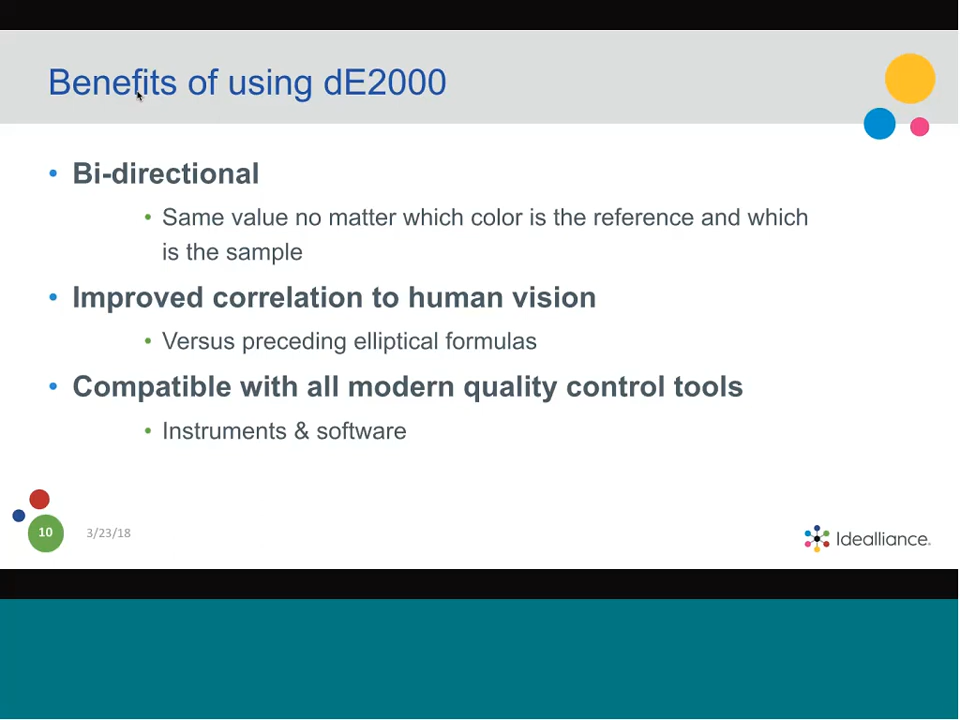 Benefits of using dE2000
• Bi-directional
• Same value no matter which color is the reference and which
is the sample
• Improved correlation to human vision
• Versus preceding elliptical formulas
• Compatible with all modern quality control tools
• Instruments & software
10
3/23/18
Idealliance.